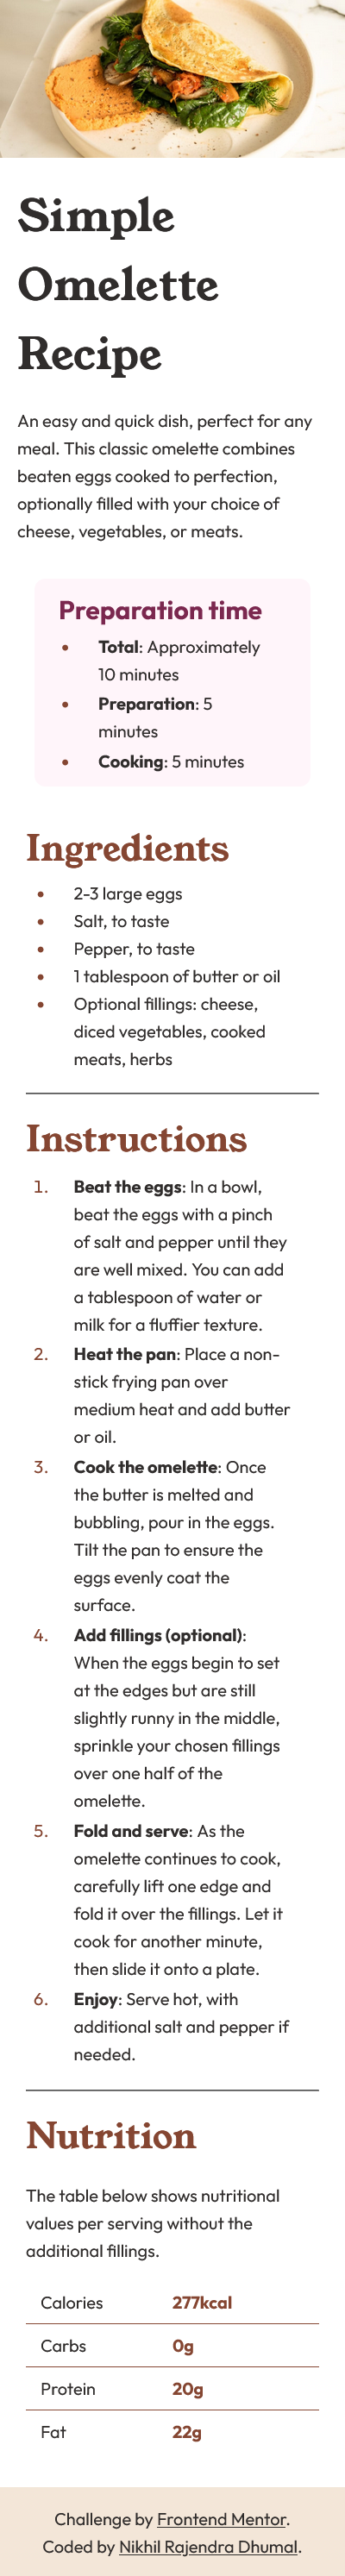 Simple
Omelette
Recipe
An easy and quick dish, perfect for any
meal. This classic omelette combines
beaten eggs cooked to perfection,
optionally filled with your choice of
cheese, vegetables, or meats.
Preparation time
• Total: Approximately
10 minutes
• Preparation: 5
minutes
• Cooking: 5 minutes
Ingredients
• 2-3 large eggs
• Salt, to taste
• Pepper, to taste
• 1 tablespoon of butter or oil
• Optional fillings: cheese,
diced vegetables, cooked
meats, herbs
Instructions
1. Beat the eggs: In a bowl,
beat the eggs with a pinch
of salt and pepper until they
are well mixed. You can add
a tablespoon of water or
milk for a fluffier texture.
2. Heat the pan: Place a non-
stick frying pan over
medium heat and add butter
or oil.
3. Cook the omelette: Once
the butter is melted and
bubbling, pour in the eggs.
Tilt the pan to ensure the
eggs evenly coat the
surface.
4. Add fillings (optional):
When the eggs begin to set
at the edges but are still
slightly runny in the middle,
sprinkle your chosen fillings
over one half of the
omelette.
5. Fold and serve: As the
omelette continues to cook,
carefully lift one edge and
fold it over the fillings. Let it
cook for another minute,
then slide it onto a plate.
6. Enjoy: Serve hot, with
additional salt and pepper if
needed.
Nutrition
The table below shows nutritional
values per serving without the
additional fillings.
Calories 277kcal
Carbs 0g
Protein 20g
Fat 22g
Challenge by Frontend Mentor.
Coded by Nikhil Rajendra Dhumal.